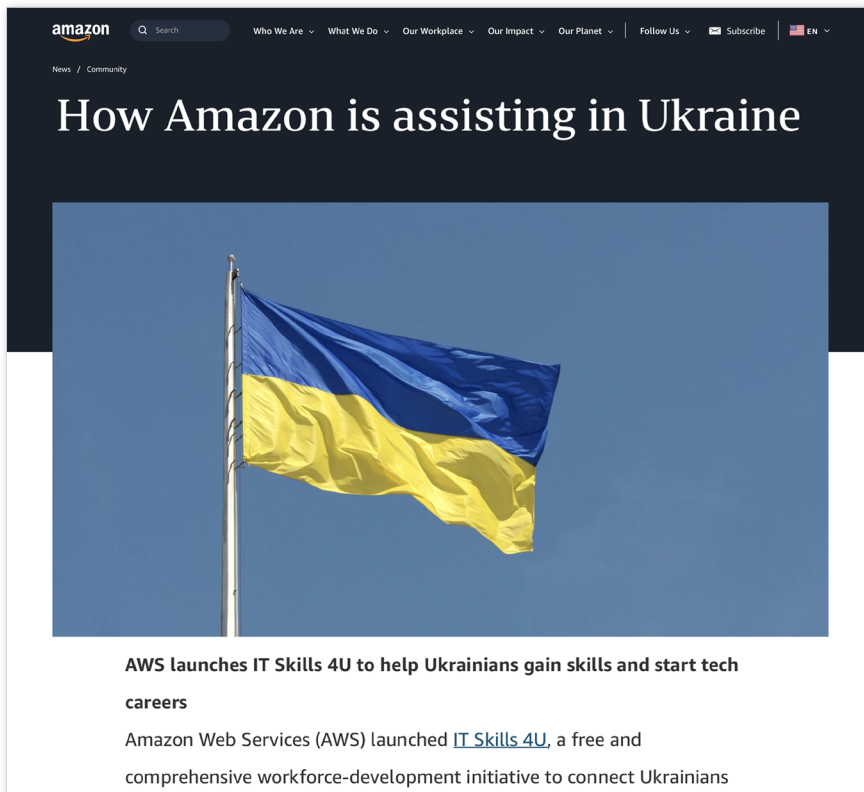 amazon Search Who We Are What We Do Our Workplace Our Impact Our Planet Follow Us Subscribe EN
News / Community
How Amazon is assisting in Ukraine
AWS launches IT Skills 4U to help Ukrainians gain skills and start tech
careers
Amazon Web Services (AWS) launched IT Skills 4U, a free and
comprehensive workforce-development initiative to connect Ukrainians